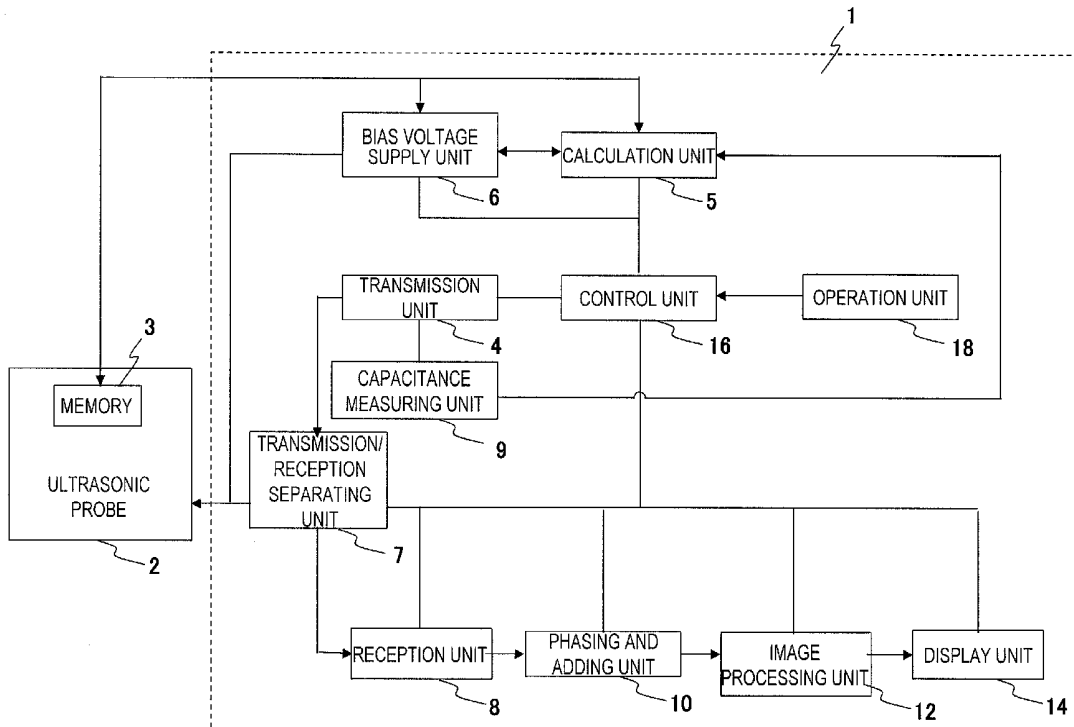 1
BIAS VOLTAGE
SUPPLY UNIT
6
CALCULATION UNIT
5
TRANSMISSION
UNIT
4
CONTROL UNIT
16
OPERATION UNIT
18
3
MEMORY
ULTRASONIC
PROBE
2
CAPACITANCE
MEASURING UNIT
9
TRANSMISSION/
RECEPTION
SEPARATING
UNIT
7
RECEPTION UNIT
8
PHASING AND
ADDING UNIT
10
IMAGE
PROCESSING UNIT
12
DISPLAY UNIT
14